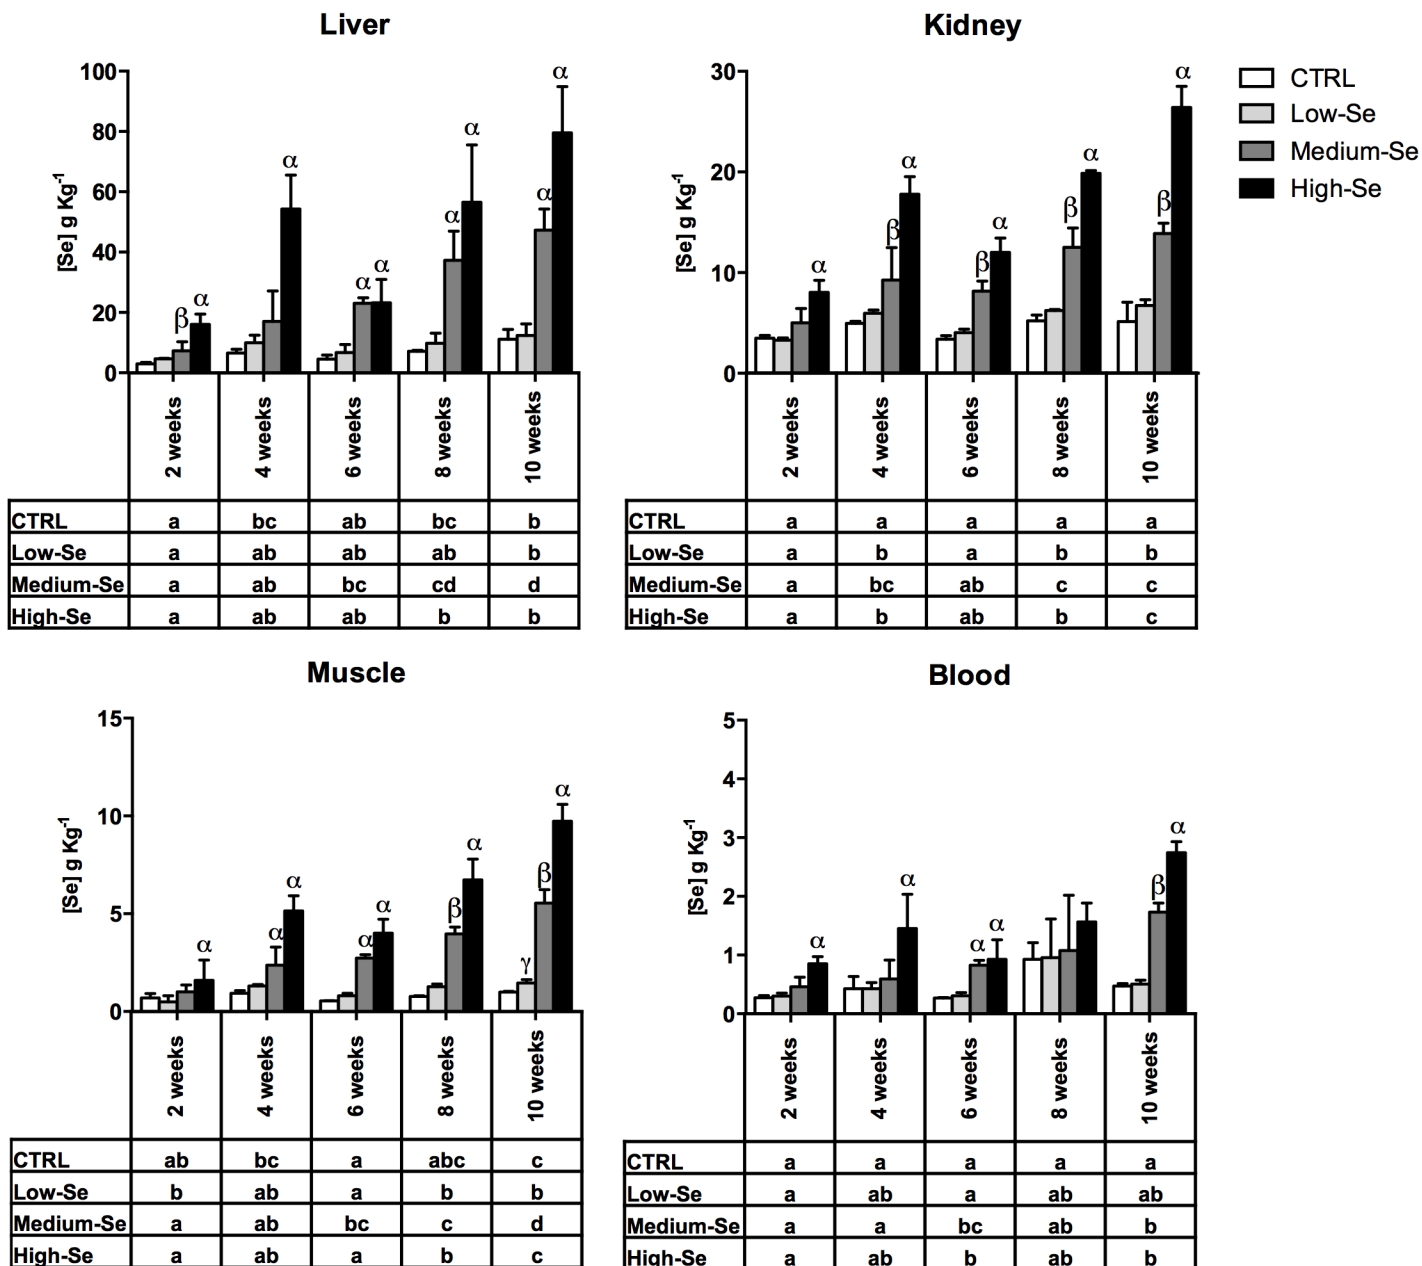 Liver
Kidney
CTRL
Low-Se
Medium-Se
High-Se
[Se] g Kg-1
100
80
60
40
20
0
β α
α
α α
α α
α α
2 weeks 4 weeks 6 weeks 8 weeks 10 weeks
CTRL a bc ab bc b
Low-Se a ab ab ab b
Medium-Se a ab bc cd d
High-Se a ab ab b b
[Se] g Kg-1
30
20
10
0
α
β α
β α
β α
β α
2 weeks 4 weeks 6 weeks 8 weeks 10 weeks
CTRL a a a a a
Low-Se a b a b b
Medium-Se a bc ab c c
High-Se a b ab b c
Muscle
[Se] g Kg-1
15
10
5
0
α
α α
α α
β α
γ β α
2 weeks 4 weeks 6 weeks 8 weeks 10 weeks
CTRL ab bc a abc c
Low-Se b ab a b b
Medium-Se a ab bc c d
High-Se a ab a b c
Blood
[Se] g Kg-1
5
4
3
2
1
0
α
α
α α
β α
2 weeks 4 weeks 6 weeks 8 weeks 10 weeks
CTRL a a a a a
Low-Se a ab a ab ab
Medium-Se a a bc ab b
High-Se a ab b ab b